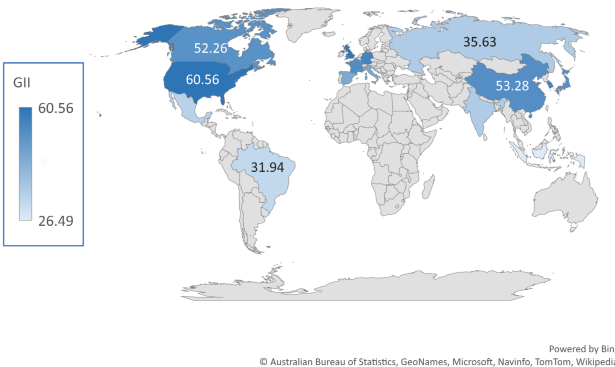 GII
60.56
26.49
52.26
60.56
35.63
53.28
31.94
Powered by Bin
© Australian Bureau of Statistics, GeoNames, Microsoft, Navinfo, TomTom, Wikipedia